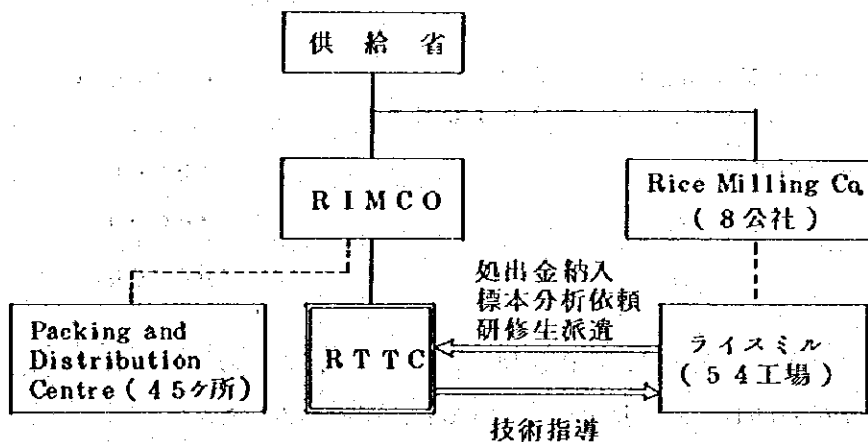 供給省
RIMCO
Rice Milling Co.
(8公社)
処出金納入
標本分析依頼
研修生派遣
Packing and
Distribution
Centre(45ヶ所)
RTTC
ライスミル
(54工場)
技術指導